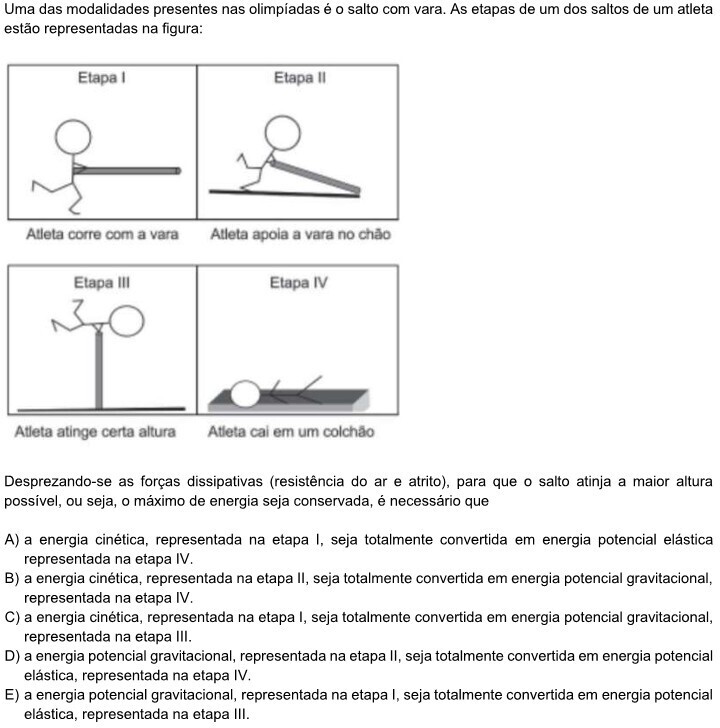 Uma das modalidades presentes nas olimpíadas é o salto com vara. As etapas de um dos saltos de um atleta
estão representadas na figura:
Etapa I
Etapa II
Atleta corre com a vara
Atleta apoia a vara no chão
Etapa III
Etapa IV
Atleta atinge certa altura
Atleta cai em um colchão
Desprezando-se as forças dissipativas (resistência do ar e atrito), para que o salto atinja a maior altura
possível, ou seja, o máximo de energia seja conservada, é necessário que
A) a energia cinética, representada na etapa I, seja totalmente convertida em energia potencial elástica
representada na etapa IV.
B) a energia cinética, representada na etapa II, seja totalmente convertida em energia potencial gravitacional,
representada na etapa IV.
C) a energia cinética, representada na etapa I, seja totalmente convertida em energia potencial gravitacional,
representada na etapa III.
D) a energia potencial gravitacional, representada na etapa II, seja totalmente convertida em energia potencial
elástica, representada na etapa IV.
E) a energia potencial gravitacional, representada na etapa I, seja totalmente convertida em energia potencial
elástica, representada na etapa III.